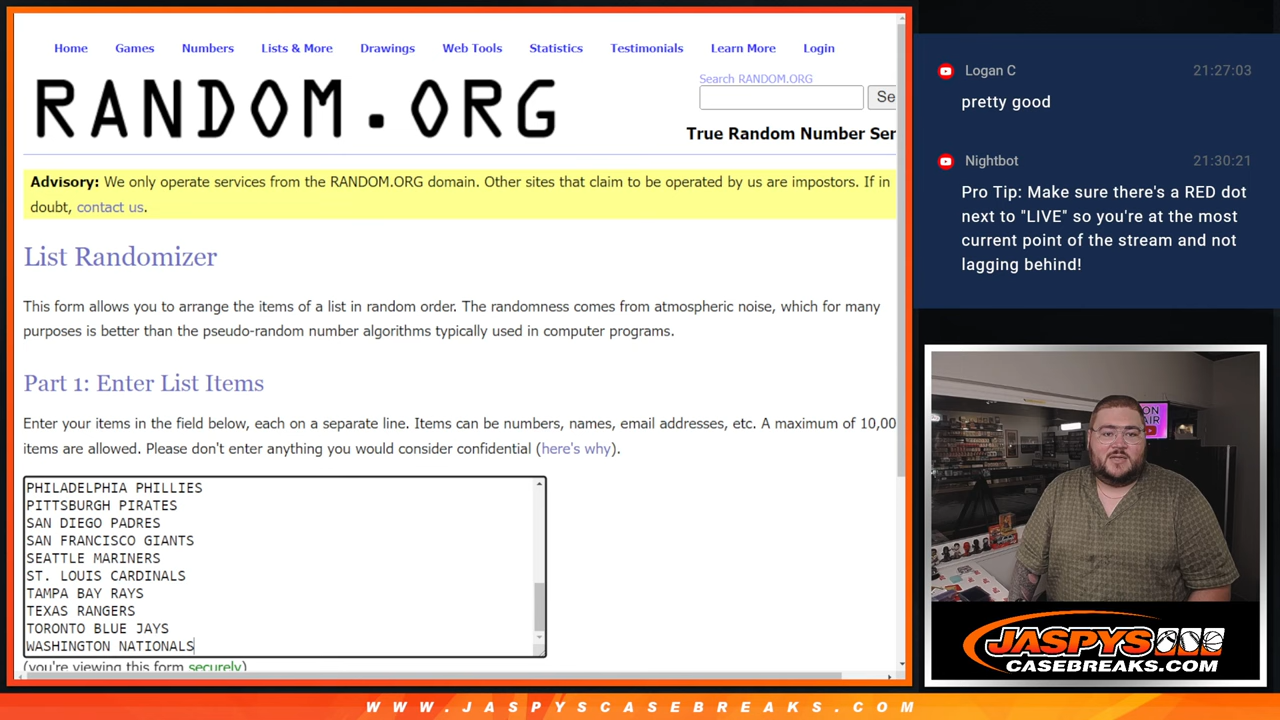 Home Games Numbers Lists & More Drawings Web Tools Statistics Testimonials Learn More Login
RANDOM.ORG
Search RANDOM.ORG
Se
True Random Number Ser
Advisory: We only operate services from the RANDOM.ORG domain. Other sites that claim to be operated by us are impostors. If in
doubt, contact us.
List Randomizer
This form allows you to arrange the items of a list in random order. The randomness comes from atmospheric noise, which for many
purposes is better than the pseudo-random number algorithms typically used in computer programs.
Part 1: Enter List Items
Enter your items in the field below, each on a separate line. Items can be numbers, names, email addresses, etc. A maximum of 10,00
items are allowed. Please don't enter anything you would consider confidential (here's why).
PHILADELPHIA PHILLIES
PITTSBURGH PIRATES
SAN DIEGO PADRES
SAN FRANCISCO GIANTS
SEATTLE MARINERS
ST. LOUIS CARDINALS
TAMPA BAY RAYS
TEXAS RANGERS
TORONTO BLUE JAYS
WASHINGTON NATIONALS
(you're viewing this form securely)
Logan C 21:27:03
pretty good
Nightbot 21:30:21
Pro Tip: Make sure there's a RED dot
next to "LIVE" so you're at the most
current point of the stream and not
lagging behind!
ON
AIR
JASPYS
CASEBREAKS.COM
WWW.JASPYSCASEBREAKS.COM